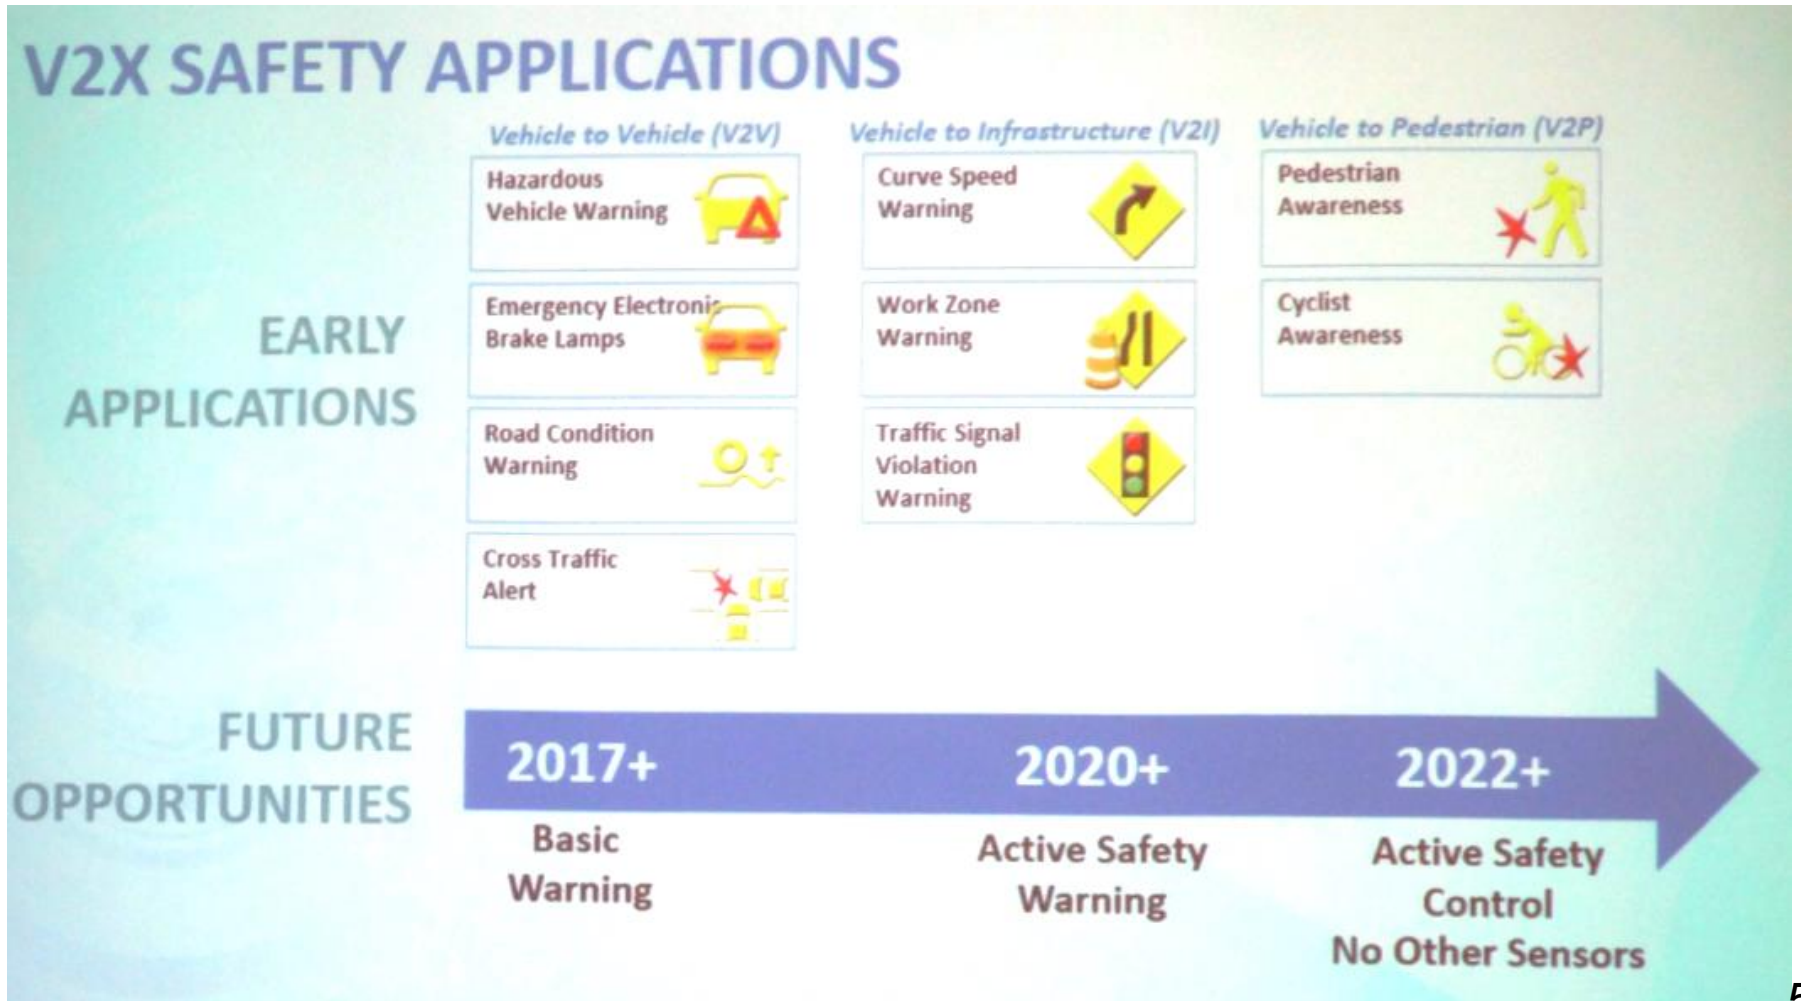 V2X SAFETY APPLICATIONS
Vehicle to Vehicle (V2V)
Hazardous
Vehicle Warning
Emergency Electronic
Brake Lamps
Road Condition
Warning
Cross Traffic
Alert
Vehicle to Infrastructure (V2I)
Curve Speed
Warning
Work Zone
Warning
Traffic Signal
Violation
Warning
Vehicle to Pedestrian (V2P)
Pedestrian
Awareness
Cyclist
Awareness
EARLY
APPLICATIONS
FUTURE
OPPORTUNITIES
2017+
Basic
Warning
2020+
Active Safety
Warning
2022+
Active Safety
Control
No Other Sensors